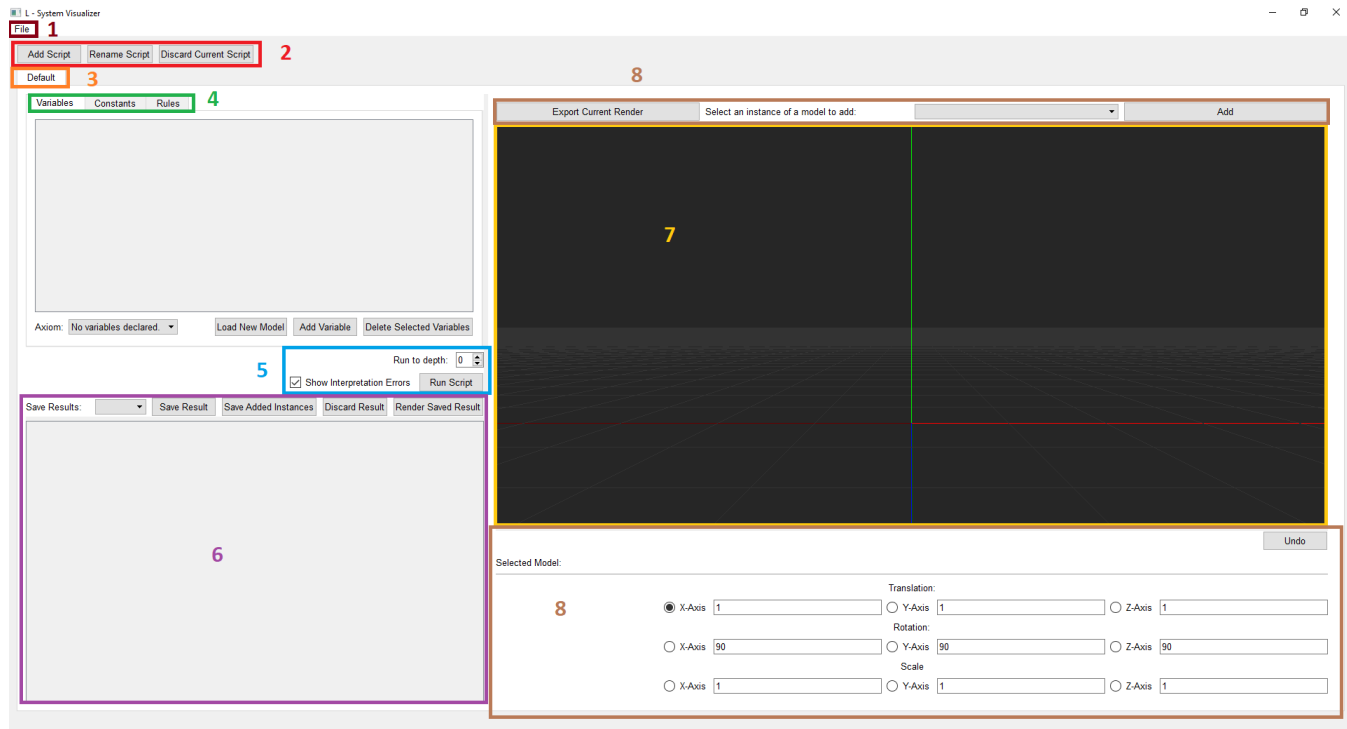 L - System Visualizer
File 1
Add Script Rename Script Discard Current Script 2
Default 3 8
Variables Constants Rules 4
Export Current Render Select an instance of a model to add: Add
7
Axiom: No variables declared. Load New Model Add Variable Delete Selected Variables
Run to depth: 0
5
Show Interpretation Errors Run Script
Save Results: Save Result Save Added Instances Discard Result Render Saved Result
6
Undo
Selected Model:
Translation:
8
X-Axis 1 Y-Axis 1 Z-Axis 1
Rotation:
X-Axis 90 Y-Axis 90 Z-Axis 90
Scale
X-Axis 1 Y-Axis 1 Z-Axis 1